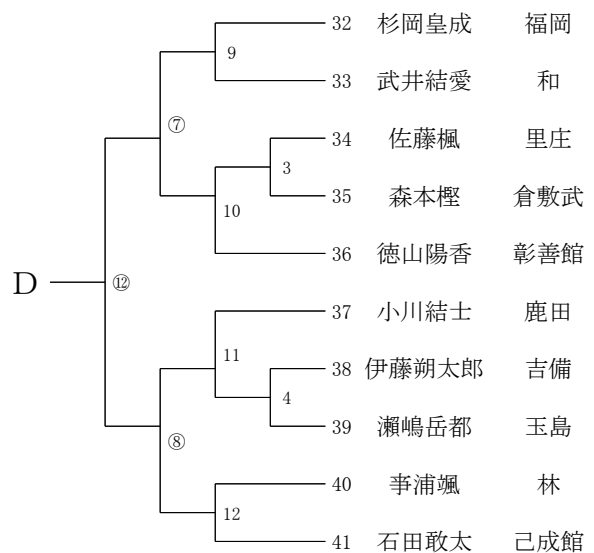 32 杉岡皇成 福岡
9
33 武井結愛 和
⑦
34 佐藤楓 里庄
3
35 森本樫 倉敷武
10
36 徳山陽香 彰善館
D ⑫
37 小川結士 鹿田
11
38 伊藤朔太郎 吉備
4
39 瀬嶋岳都 玉島
⑧
40 亊浦颯 林
12
41 石田敢太 己成館